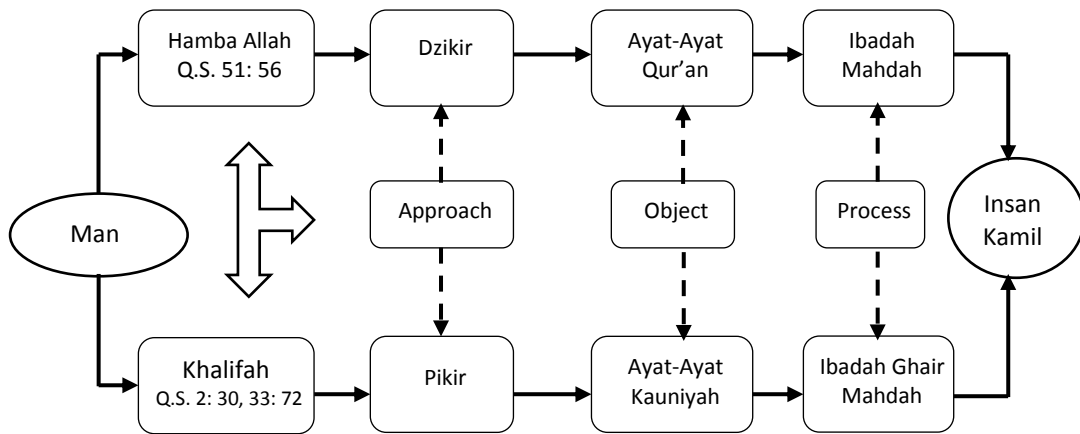 Hamba Allah
Q.S. 51: 56
Dzikir
Ayat-Ayat
Qur’an
Ibadah
Mahdah
Man
Approach
Object
Process
Insan
Kamil
Khalifah
Q.S. 2: 30, 33: 72
Pikir
Ayat-Ayat
Kauniyah
Ibadah Ghair
Mahdah